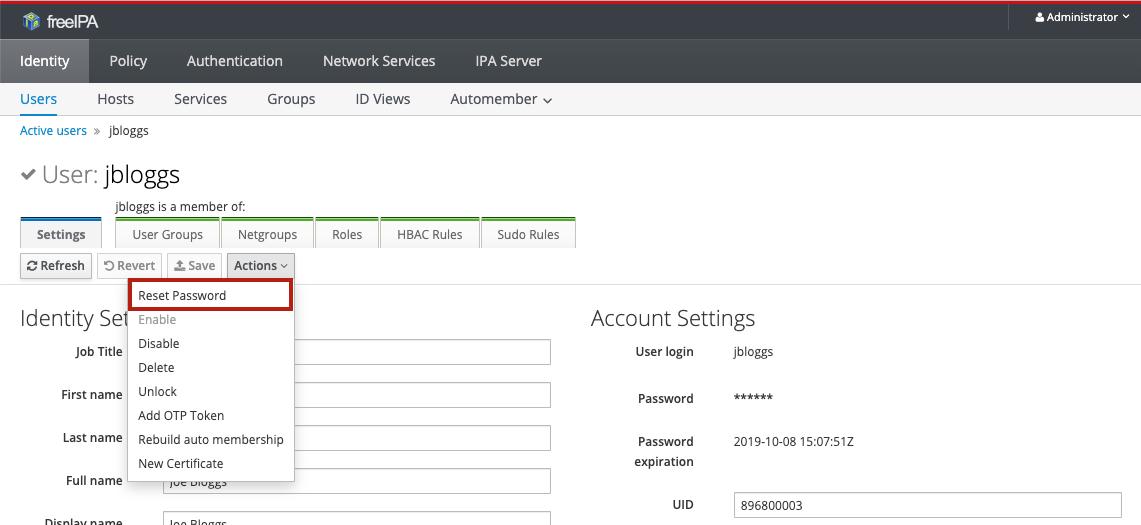 freeIPA
Administrator
Identity Policy Authentication Network Services IPA Server
Users Hosts Services Groups ID Views Automember
Active users » jbloggs
User: jbloggs
jbloggs is a member of:
Settings User Groups Netgroups Roles HBAC Rules Sudo Rules
Refresh Revert Save Actions
Reset Password
Enable
Disable
Delete
Unlock
Add OTP Token
Rebuild auto membership
New Certificate
Identity Set
Job Title
First name
Last name
Full name Joe Bloggs
Display name Joe Bloggs
Account Settings
User login jbloggs
Password ******
Password expiration 2019-10-08 15:07:51Z
UID 896800003